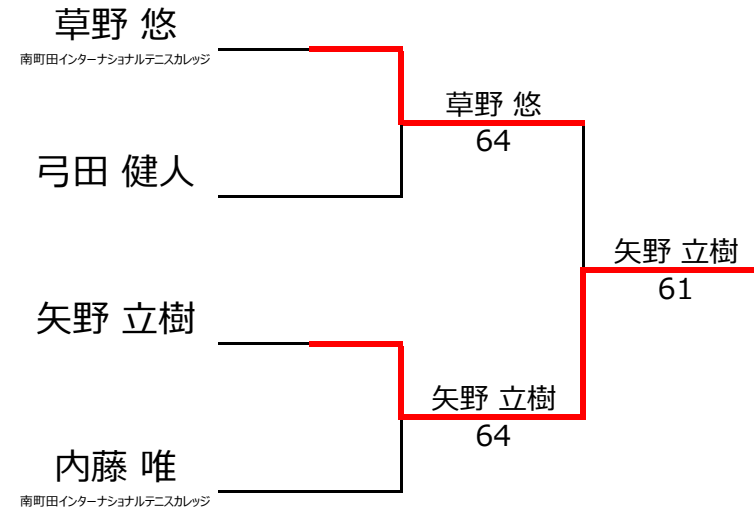 草野 悠
南町田インターナショナルテニスカレッジ
草野 悠
64
弓田 健人
矢野 立樹
61
矢野 立樹
矢野 立樹
64
内藤 唯
南町田インターナショナルテニスカレッジ